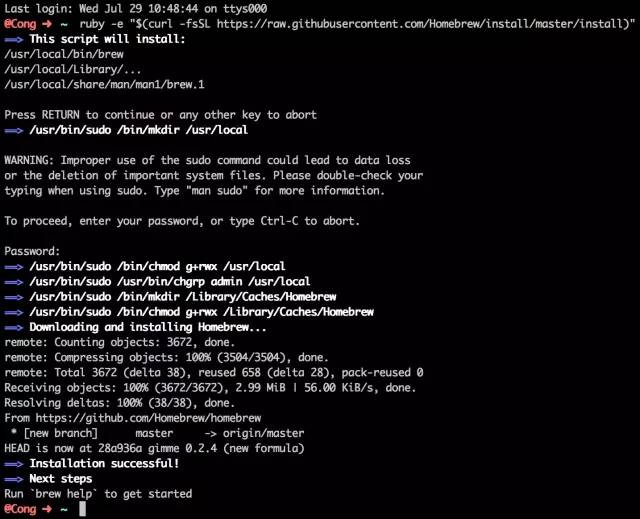 Last login: Wed Jul 29 10:48:44 on ttys000
@Cong ➜ ~ ruby -e "$(curl -fsSL https://raw.githubusercontent.com/Homebrew/install/master/install)"
==> This script will install:
/usr/local/bin/brew
/usr/local/Library/...
/usr/local/share/man/man1/brew.1
Press RETURN to continue or any other key to abort
==> /usr/bin/sudo /bin/mkdir /usr/local
WARNING: Improper use of the sudo command could lead to data loss
or the deletion of important system files. Please double-check your
typing when using sudo. Type "man sudo" for more information.
To proceed, enter your password, or type Ctrl-C to abort.
Password:
==> /usr/bin/sudo /bin/chmod g+rwx /usr/local
==> /usr/bin/sudo /usr/bin/chgrp admin /usr/local
==> /usr/bin/sudo /bin/mkdir /Library/Caches/Homebrew
==> /usr/bin/sudo /bin/chmod g+rwx /Library/Caches/Homebrew
==> Downloading and installing Homebrew...
remote: Counting objects: 3672, done.
remote: Compressing objects: 100% (3504/3504), done.
remote: Total 3672 (delta 38), reused 658 (delta 28), pack-reused 0
Receiving objects: 100% (3672/3672), 2.99 MiB | 56.00 KiB/s, done.
Resolving deltas: 100% (38/38), done.
From https://github.com/Homebrew/homebrew
 * [new branch]      master     -> origin/master
HEAD is now at 28a936a gimme 0.2.4 (new formula)
==> Installation successful!
==> Next steps
Run `brew help` to get started
@Cong ➜ ~